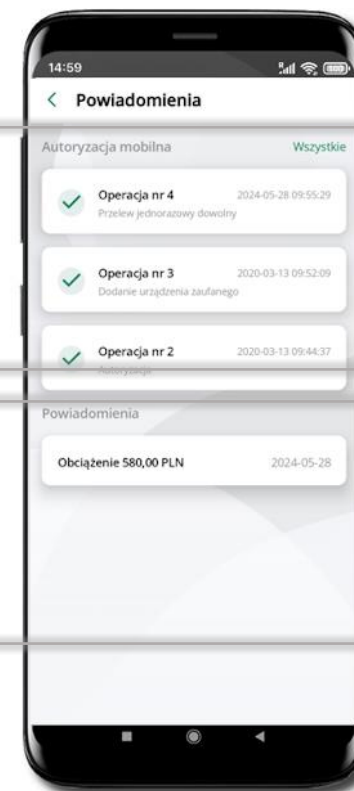 14:59
Powiadomienia
Autoryzacja mobilna Wszystkie
Operacja nr 4 2024-05-28 09:55:29
Przelew jednorazowy dowolny
Operacja nr 3 2020-03-13 09:52:09
Dodanie urządzenia zaufanego
Operacja nr 2 2020-03-13 09:44:37
Autoryzacja
Powiadomienia
Obciążenie 580,00 PLN 2024-05-28